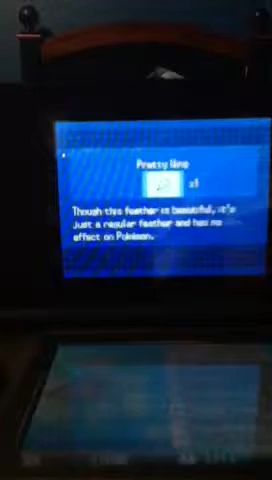 Pretty Wing
x1
Though this feather is beautiful, it's
just a regular feather and has no
effect on Pokémon.